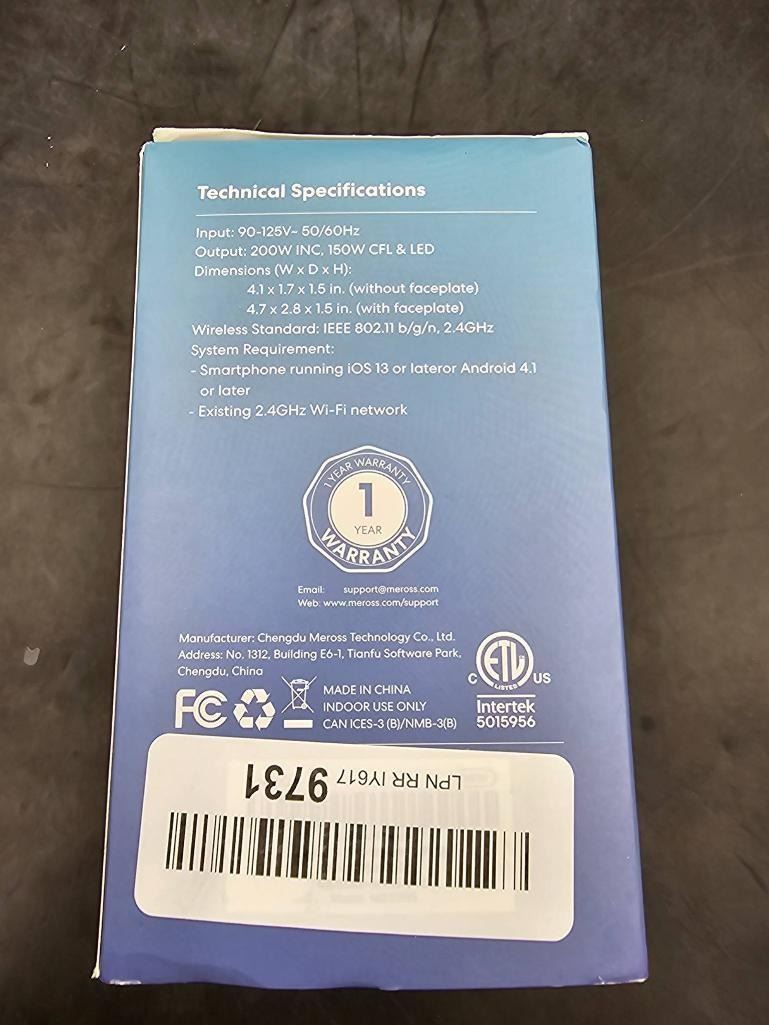 Technical Specifications
Input: 90-125V~ 50/60Hz
Output: 200W INC, 150W CFL & LED
Dimensions (W x D x H):
4.1 x 1.7 x 1.5 in. (without faceplate)
4.7 x 2.8 x 1.5 in. (with faceplate)
Wireless Standard: IEEE 802.11 b/g/n, 2.4GHz
System Requirement:
- Smartphone running iOS 13 or lateror Android 4.1
or later
- Existing 2.4GHz Wi-Fi network
1 YEAR WARRANTY
1
YEAR
WARRANTY
Email: support@meross.com
Web: www.meross.com/support
Manufacturer: Chengdu Meross Technology Co., Ltd.
Address: No. 1312, Building E6-1, Tianfu Software Park,
Chengdu, China
FC
MADE IN CHINA
INDOOR USE ONLY
CAN ICES-3 (B)/NMB-3(B)
C ETL US
LISTED
Intertek
5015956
LPN RR IY617 9731